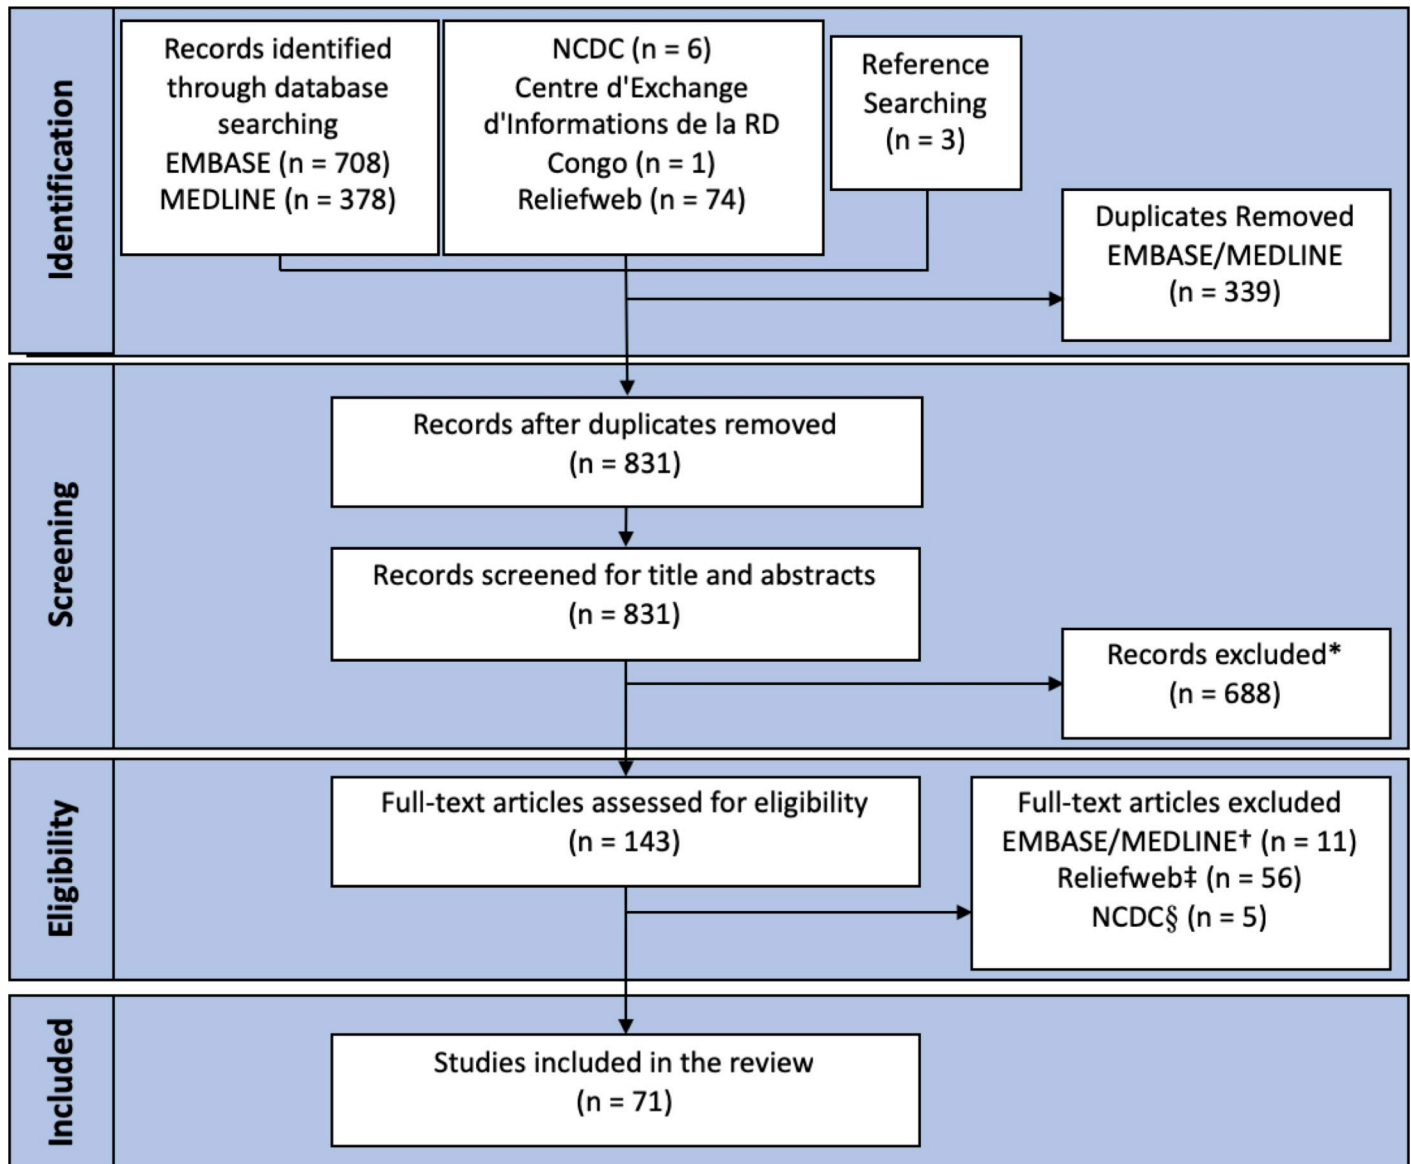 Identification
Records identified
through database
searching
EMBASE (n = 708)
MEDLINE (n = 378)
NCDC (n = 6)
Centre d'Exchange
d'Informations de la RD
Congo (n = 1)
Reliefweb (n = 74)
Reference
Searching
(n = 3)
Duplicates Removed
EMBASE/MEDLINE
(n = 339)
Screening
Records after duplicates removed
(n = 831)
Records screened for title and abstracts
(n = 831)
Records excluded*
(n = 688)
Eligibility
Full-text articles assessed for eligibility
(n = 143)
Full-text articles excluded
EMBASE/MEDLINE† (n = 11)
Reliefweb‡ (n = 56)
NCDC§ (n = 5)
Included
Studies included in the review
(n = 71)